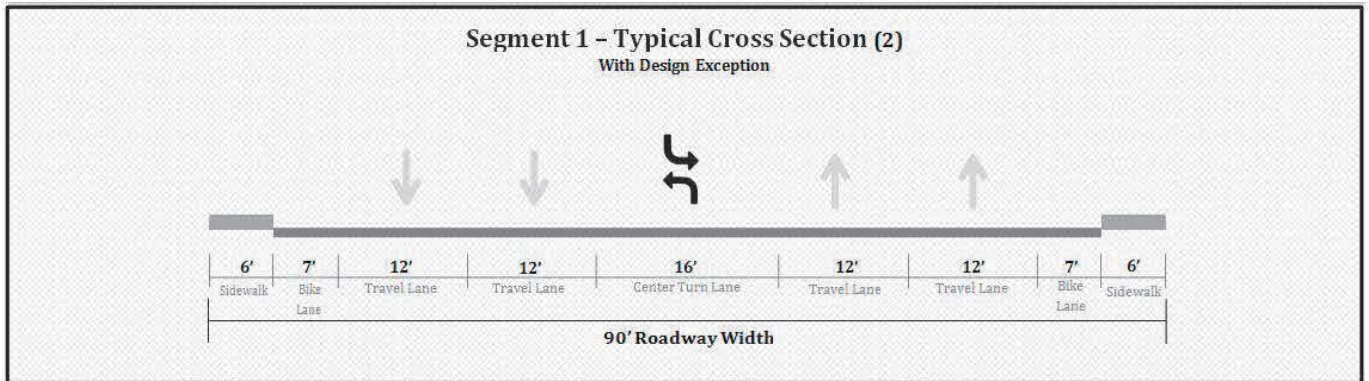 Segment 1 – Typical Cross Section (2)
With Design Exception
6’ 7’ 12’ 12’ 16’ 12’ 12’ 7’ 6’
Sidewalk Bike Travel Lane Travel Lane Center Turn Lane Travel Lane Travel Lane Bike Sidewalk
Lane Lane
90’ Roadway Width